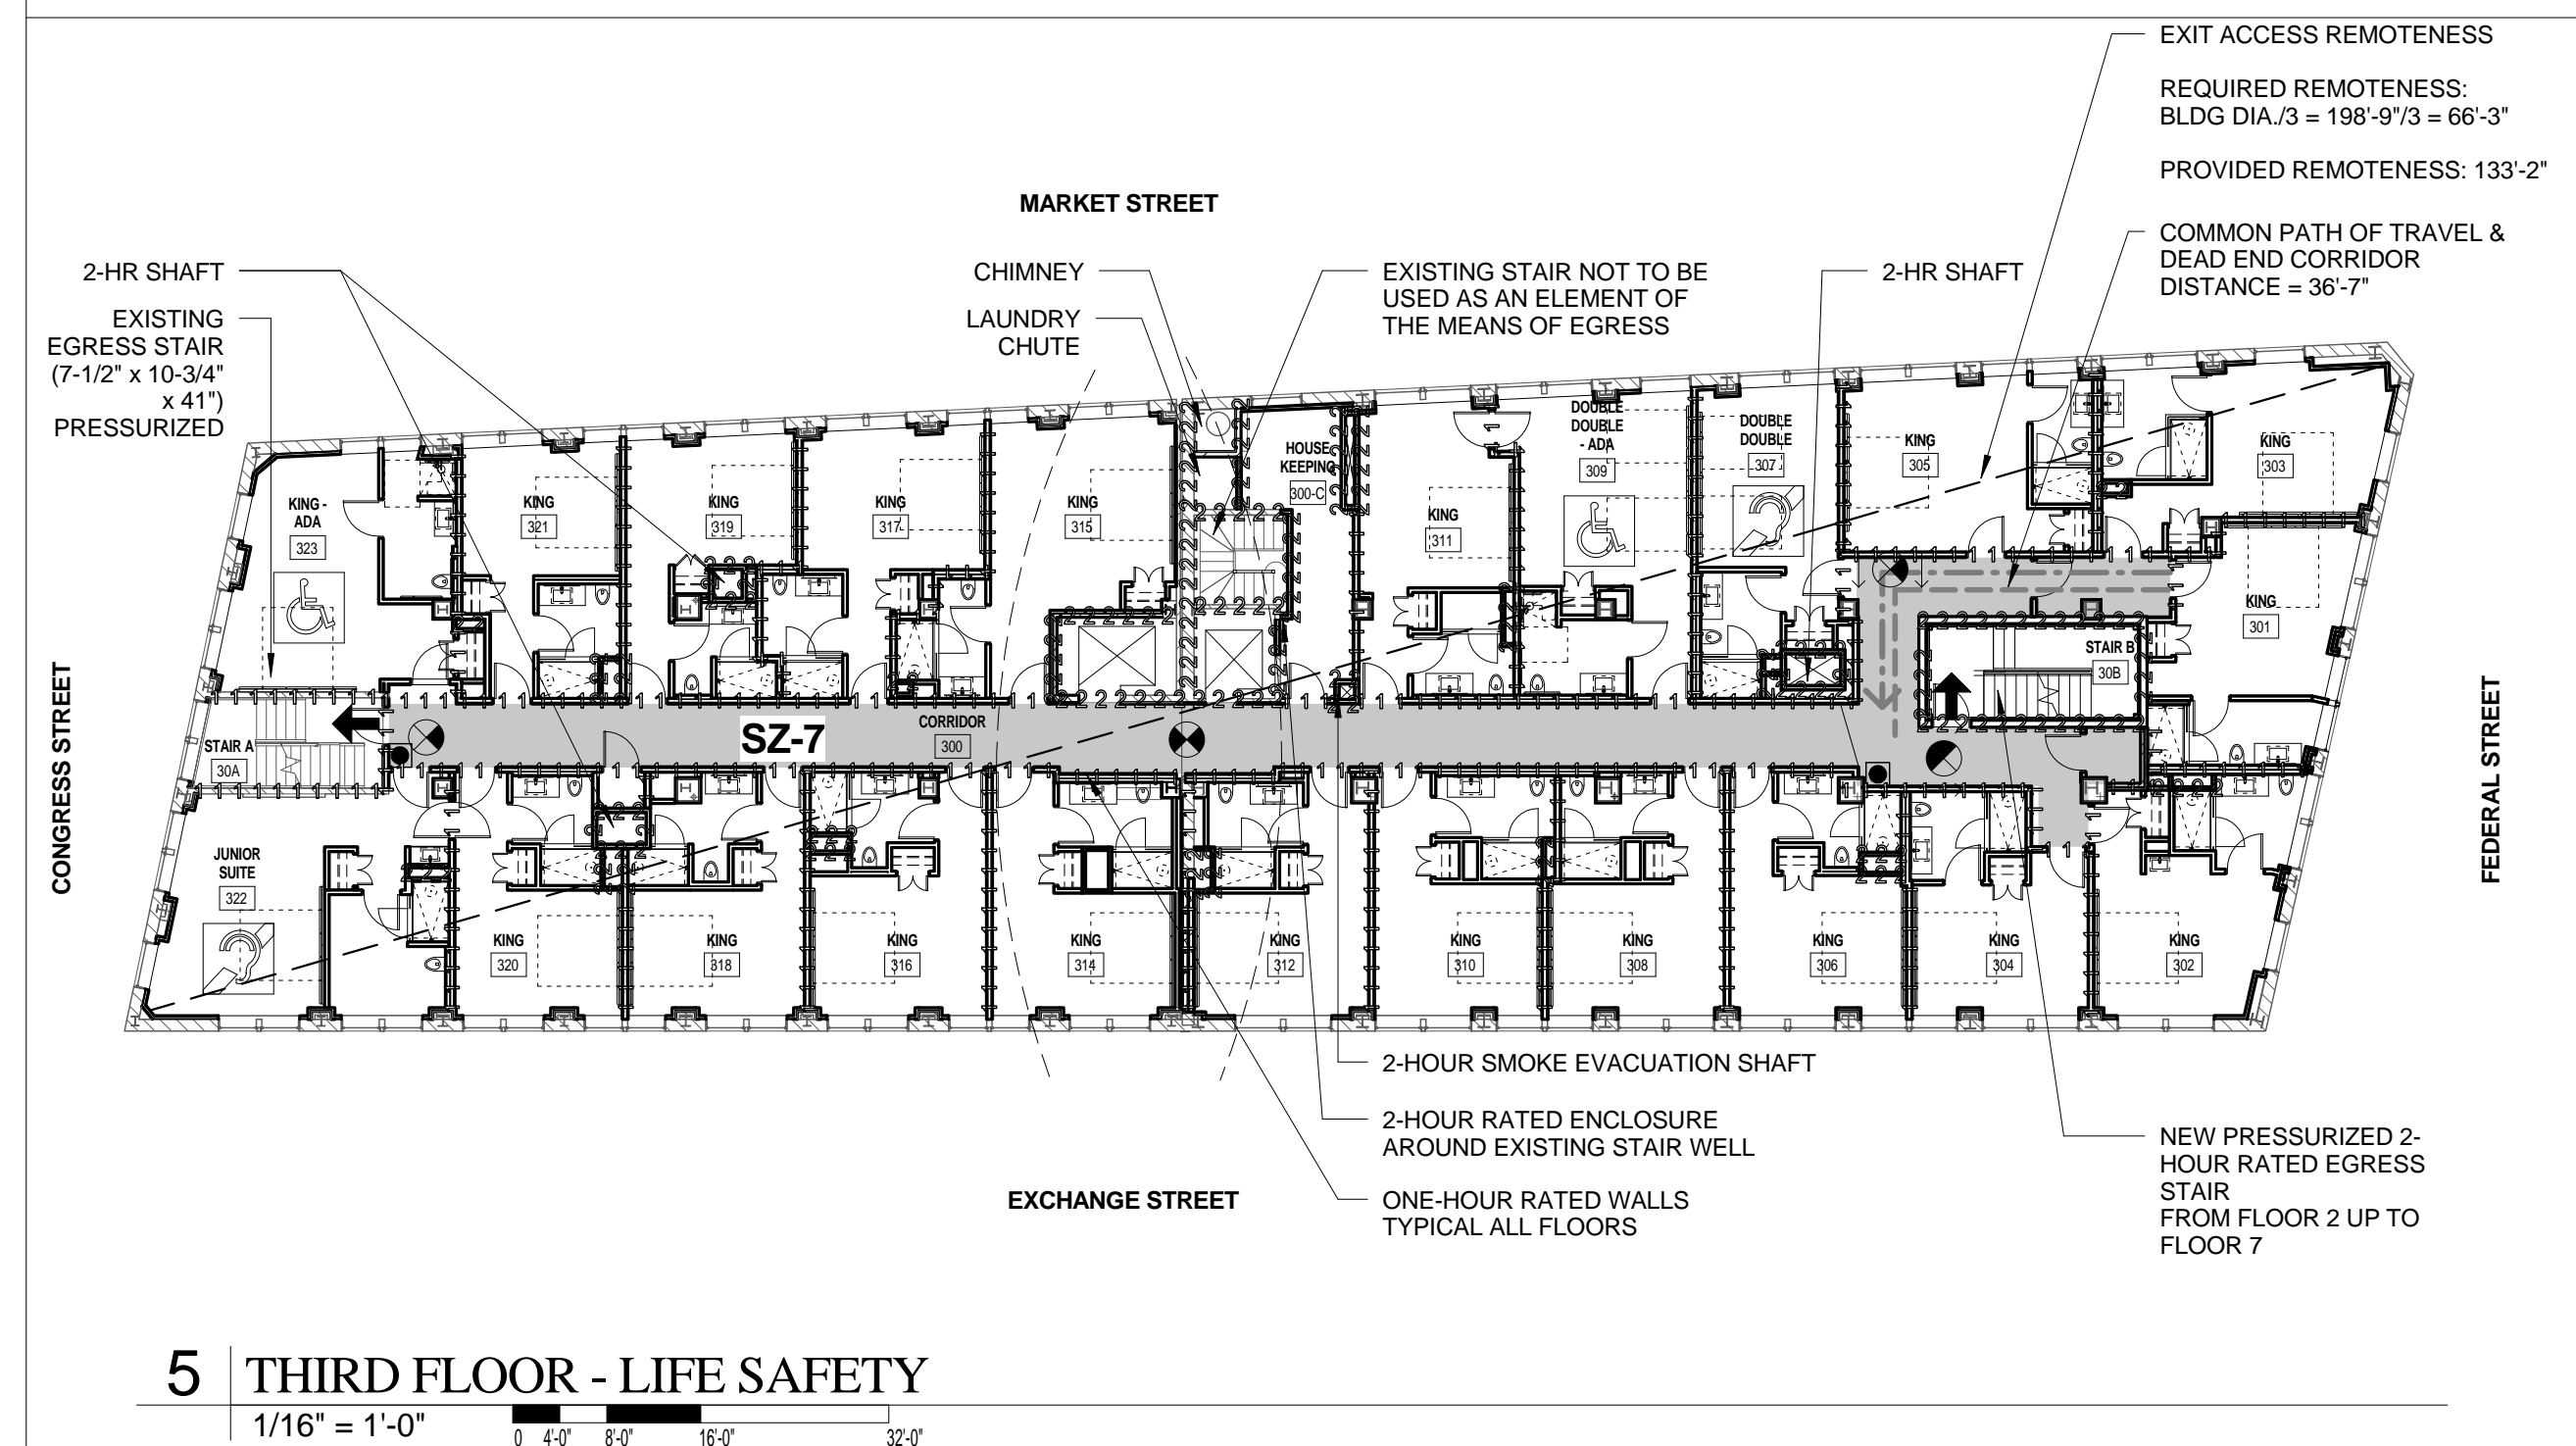 EXIT ACCESS REMOTENESS
REQUIRED REMOTENESS:
BLDG DIA./3 = 198'-9"/3 = 66'-3"
PROVIDED REMOTENESS: 133'-2"
MARKET STREET
COMMON PATH OF TRAVEL &
DEAD END CORRIDOR
DISTANCE = 36'-7"
2-HR SHAFT
EXISTING
EGRESS STAIR
(7-1/2" x 10-3/4"
x 41")
PRESSURIZED
CHIMNEY
LAUNDRY
CHUTE
EXISTING STAIR NOT TO BE
USED AS AN ELEMENT OF
THE MEANS OF EGRESS
2-HR SHAFT
KING -
ADA
323
KING
321
KING
319
KING
317
KING
315
HOUSE
KEEPING
300-C
KING
311
DOUBLE
DOUBLE
- ADA
309
DOUBLE
DOUBLE
307
KING
305
KING
303
KING
301
STAIR B
30B
CONGRESS STREET
STAIR A
30A
SZ-7
CORRIDOR
300
FEDERAL STREET
JUNIOR
SUITE
322
KING
320
KING
318
KING
316
KING
314
KING
312
KING
310
KING
308
KING
306
KING
304
KING
302
2-HOUR SMOKE EVACUATION SHAFT
2-HOUR RATED ENCLOSURE
AROUND EXISTING STAIR WELL
ONE-HOUR RATED WALLS
TYPICAL ALL FLOORS
EXCHANGE STREET
NEW PRESSURIZED 2-
HOUR RATED EGRESS
STAIR
FROM FLOOR 2 UP TO
FLOOR 7
5
THIRD FLOOR - LIFE SAFETY
1/16" = 1'-0"
0 4'-0" 8'-0" 16'-0" 32'-0"